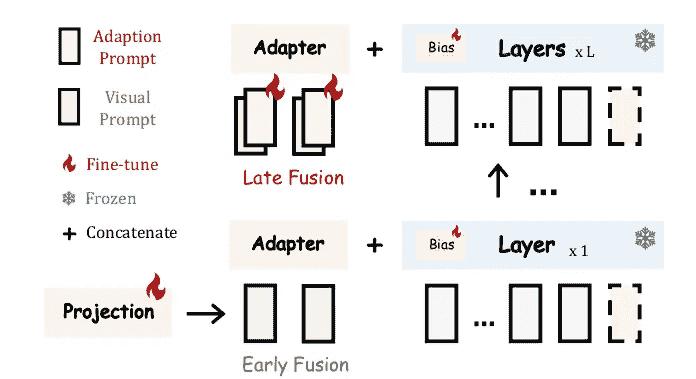 Adaption
Prompt
Visual
Prompt
Fine-tune
Frozen
+ Concatenate
Adapter + Bias Layers x L
...
Late Fusion
...
Adapter + Bias Layer x 1
Projection
...
Early Fusion